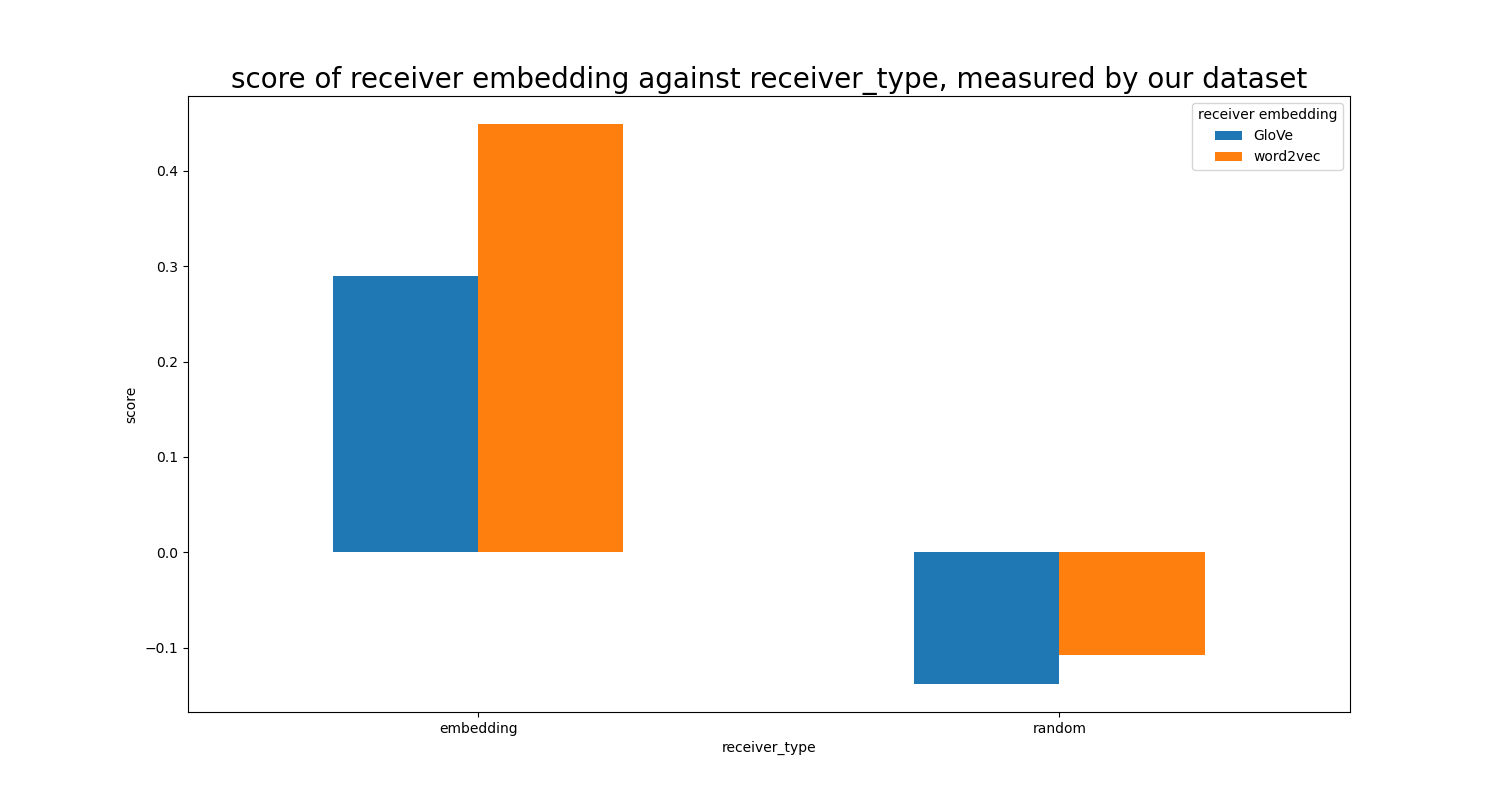 score of receiver embedding against receiver_type, measured by our dataset
receiver embedding
GloVe
word2vec
0.4
0.3
0.2
0.1
0.0
−0.1
score
embedding
random
receiver_type